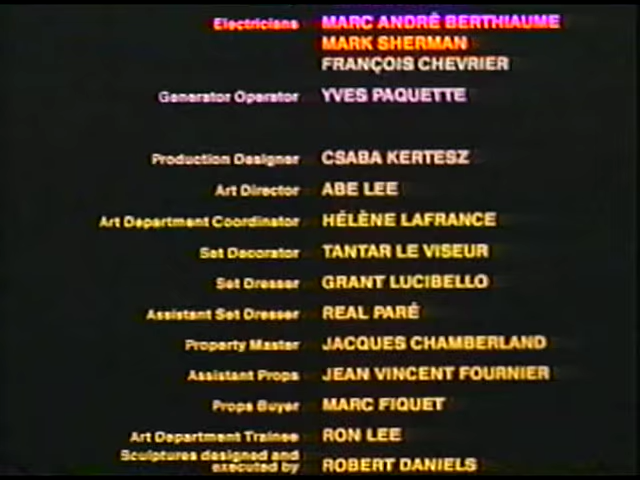 Electricians MARC ANDRÉ BERTHIAUME
MARK SHERMAN
FRANÇOIS CHEVRIER
Generator Operator YVES PAQUETTE
Production Designer CSABA KERTESZ
Art Director ABE LEE
Art Department Coordinator HÉLÈNE LAFRANCE
Set Decorator TANTAR LE VISEUR
Set Dresser GRANT LUCIBELLO
Assistant Set Dresser REAL PARÉ
Property Master JACQUES CHAMBERLAND
Assistant Props JEAN VINCENT FOURNIER
Props Buyer MARC FIQUET
Art Department Trainee RON LEE
Sculptures designed and
executed by ROBERT DANIELS